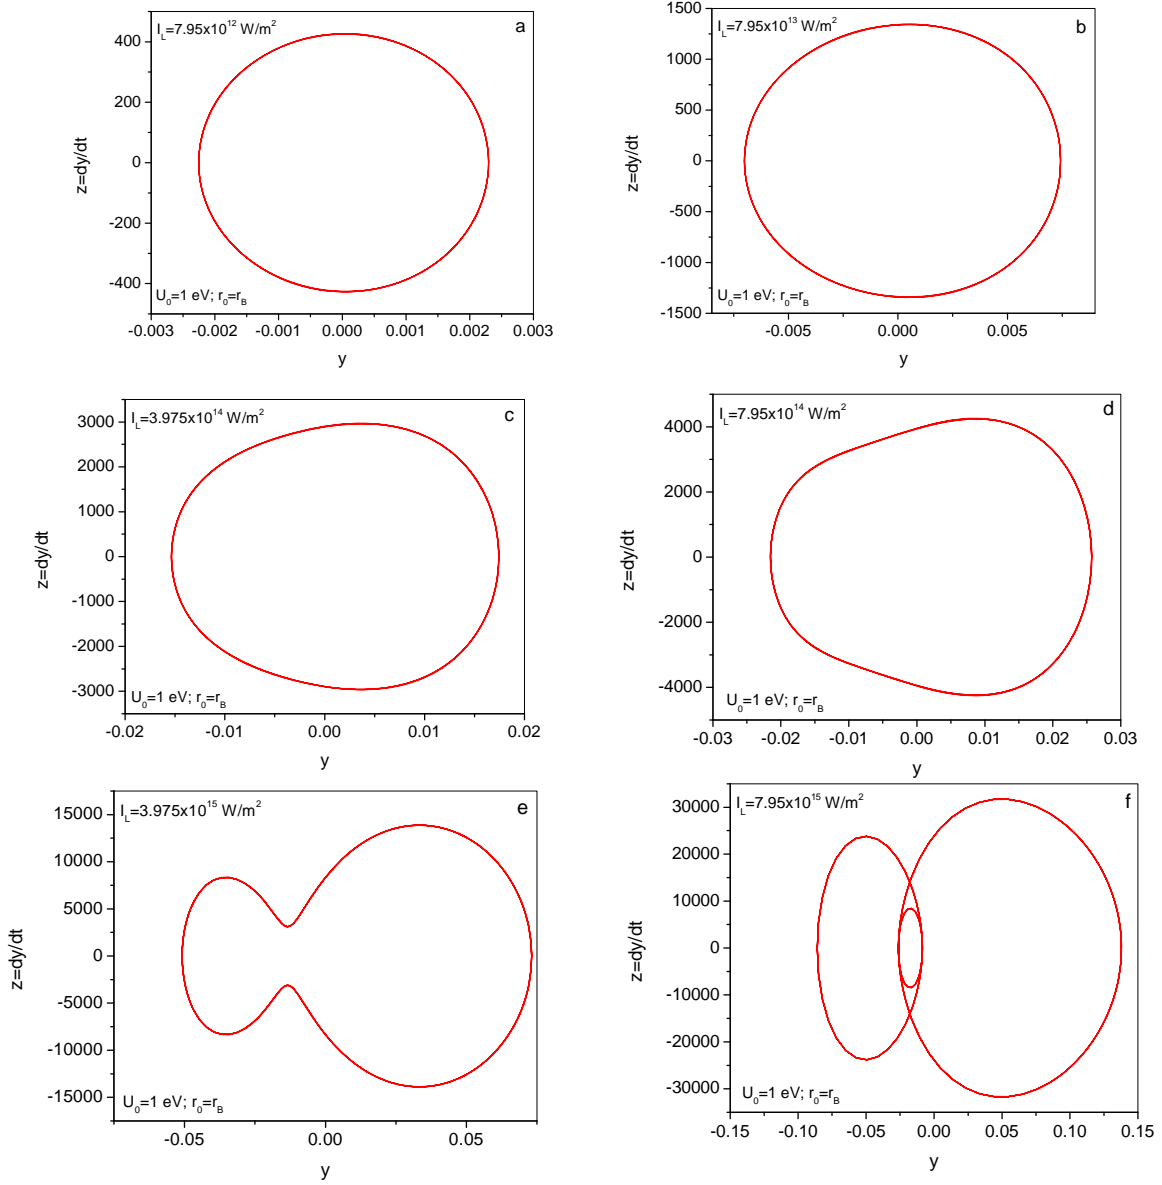 I_L=7.95x10^12 W/m^2
a
400
200
0
-200
-400
z=dy/dt
U_0=1 eV; r_0=r_B
-0.003 -0.002 -0.001 0.000 0.001 0.002 0.003
y
I_L=7.95x10^13 W/m^2
b
1500
1000
500
0
-500
-1000
-1500
z=dy/dt
U_0=1 eV; r_0=r_B
-0.005 0.000 0.005
y
I_L=3.975x10^14 W/m^2
c
3000
2000
1000
0
-1000
-2000
-3000
z=dy/dt
U_0=1 eV; r_0=r_B
-0.02 -0.01 0.00 0.01 0.02
y
I_L=7.95x10^14 W/m^2
d
4000
2000
0
-2000
-4000
z=dy/dt
U_0=1 eV; r_0=r_B
-0.03 -0.02 -0.01 0.00 0.01 0.02 0.03
y
I_L=3.975x10^15 W/m^2
e
15000
10000
5000
0
-5000
-10000
-15000
z=dy/dt
U_0=1 eV; r_0=r_B
-0.05 0.00 0.05
y
I_L=7.95x10^15 W/m^2
f
30000
20000
10000
0
-10000
-20000
-30000
z=dy/dt
U_0=1 eV; r_0=r_B
-0.15 -0.10 -0.05 0.00 0.05 0.10 0.15
y